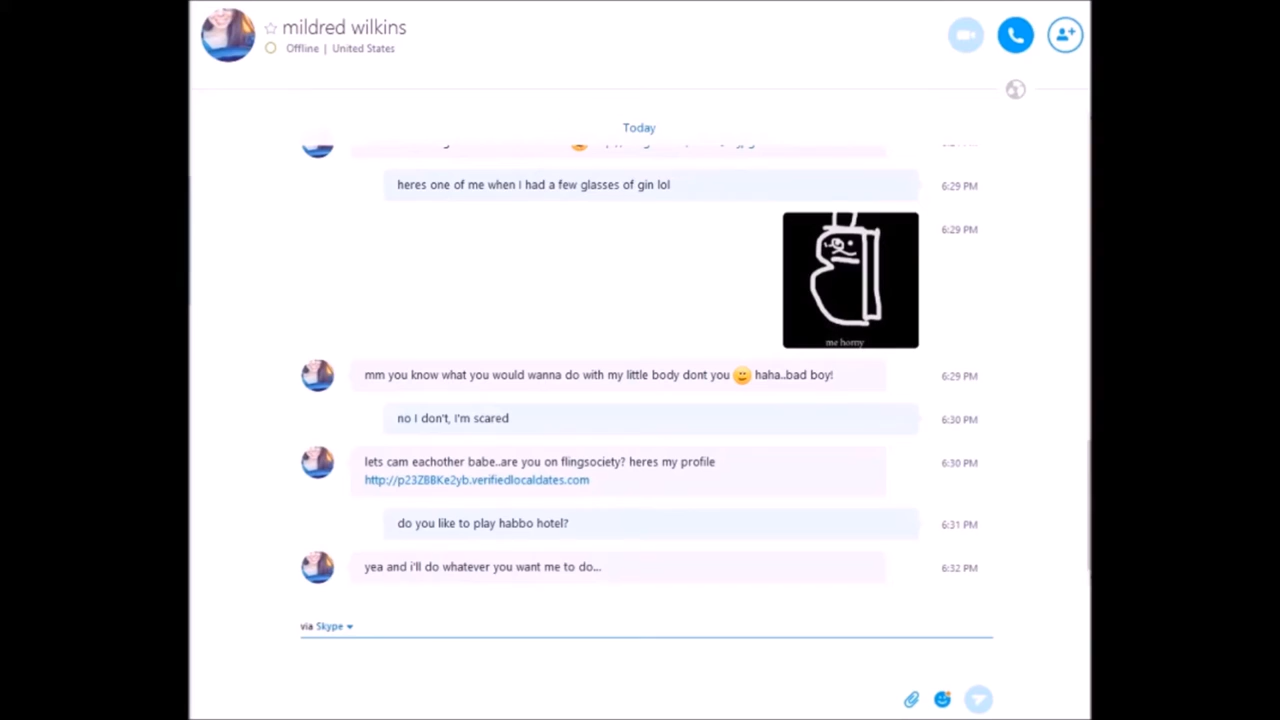 mildred wilkins
Offline | United States
Today
heres one of me when I had a few glasses of gin lol
6:29 PM
6:29 PM
me horny
mm you know what you would wanna do with my little body dont you haha..bad boy!
6:29 PM
no I don't, I'm scared
6:30 PM
lets cam eachother babe..are you on flingsociety? heres my profile
6:30 PM
http://p23ZBBKe2yb.verifiedlocaldates.com
do you like to play habbo hotel?
6:31 PM
yea and i'll do whatever you want me to do...
6:32 PM
via Skype